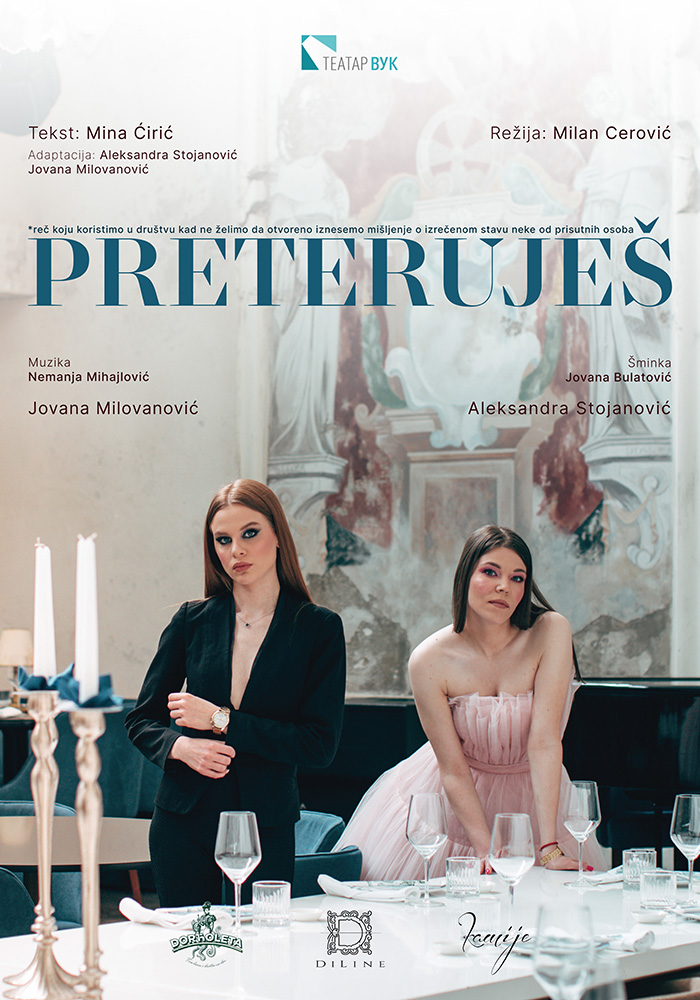 ТЕАТАР ВУК
Tekst: Mina Ćirić
Režija: Milan Cerović
Adaptacija: Aleksandra Stojanović
Jovana Milovanović
*reč koju koristimo u društvu kad ne želimo da otvoreno iznesemo mišljenje o izrečenom stavu neke od prisutnih osoba
PRETERUJEŠ
Muzika
Nemanja Mihajlović
Šminka
Jovana Bulatović
Jovana Milovanović
Aleksandra Stojanović
DORĆOLETA
D
DILINE
Famije